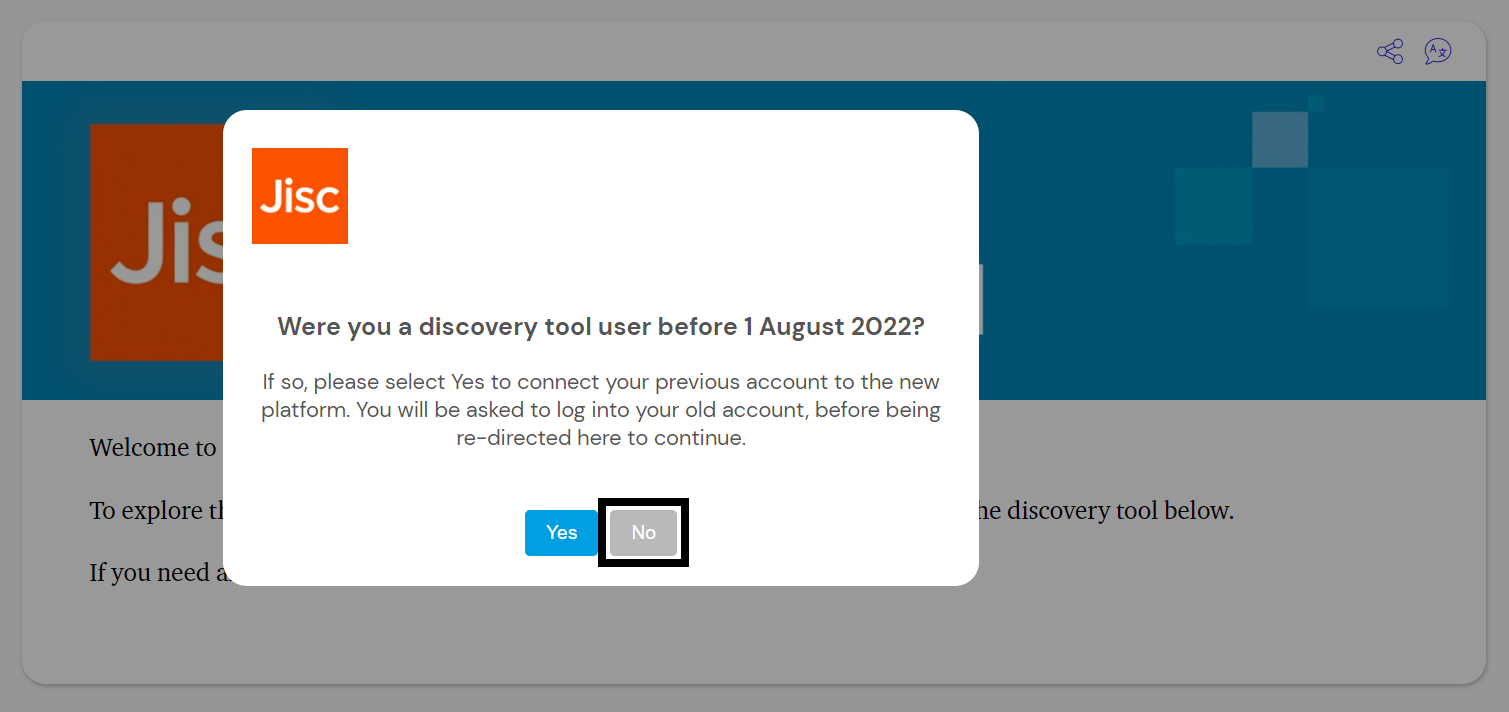 Jisc
Jis
Were you a discovery tool user before 1 August 2022?
If so, please select Yes to connect your previous account to the new
platform. You will be asked to log into your old account, before being
re-directed here to continue.
Yes No
Welcome to
To explore he discovery tool below.
If you need a